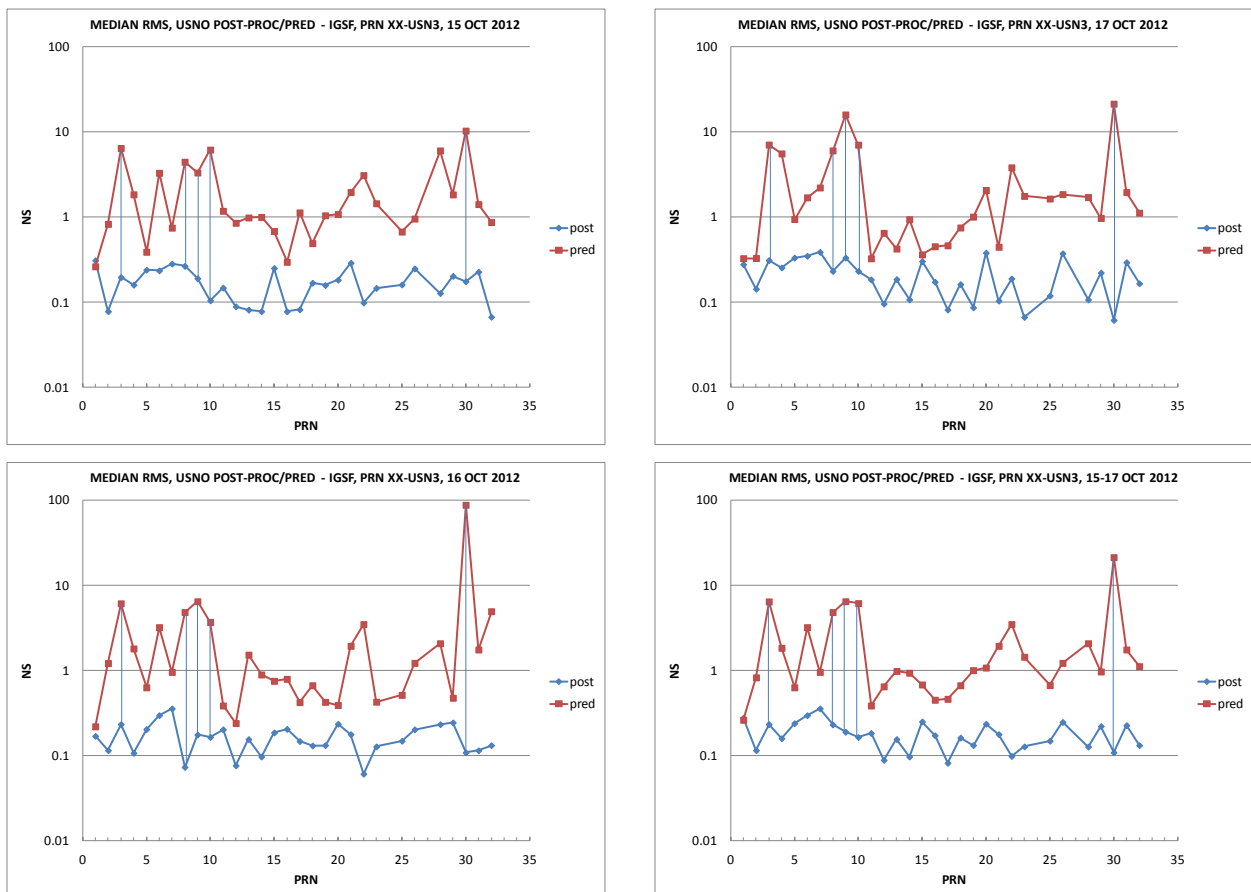 MEDIAN RMS, USNO POST-PROC/PRED - IGSF, PRN XX-USN3, 15 OCT 2012
100
10
1
0.1
0.01
NS
0 5 10 15 20 25 30 35
PRN
post
pred
MEDIAN RMS, USNO POST-PROC/PRED - IGSF, PRN XX-USN3, 17 OCT 2012
100
10
1
0.1
0.01
NS
0 5 10 15 20 25 30 35
PRN
post
pred
MEDIAN RMS, USNO POST-PROC/PRED - IGSF, PRN XX-USN3, 16 OCT 2012
100
10
1
0.1
0.01
NS
0 5 10 15 20 25 30 35
PRN
post
pred
MEDIAN RMS, USNO POST-PROC/PRED - IGSF, PRN XX-USN3, 15-17 OCT 2012
100
10
1
0.1
0.01
NS
0 5 10 15 20 25 30 35
PRN
post
pred